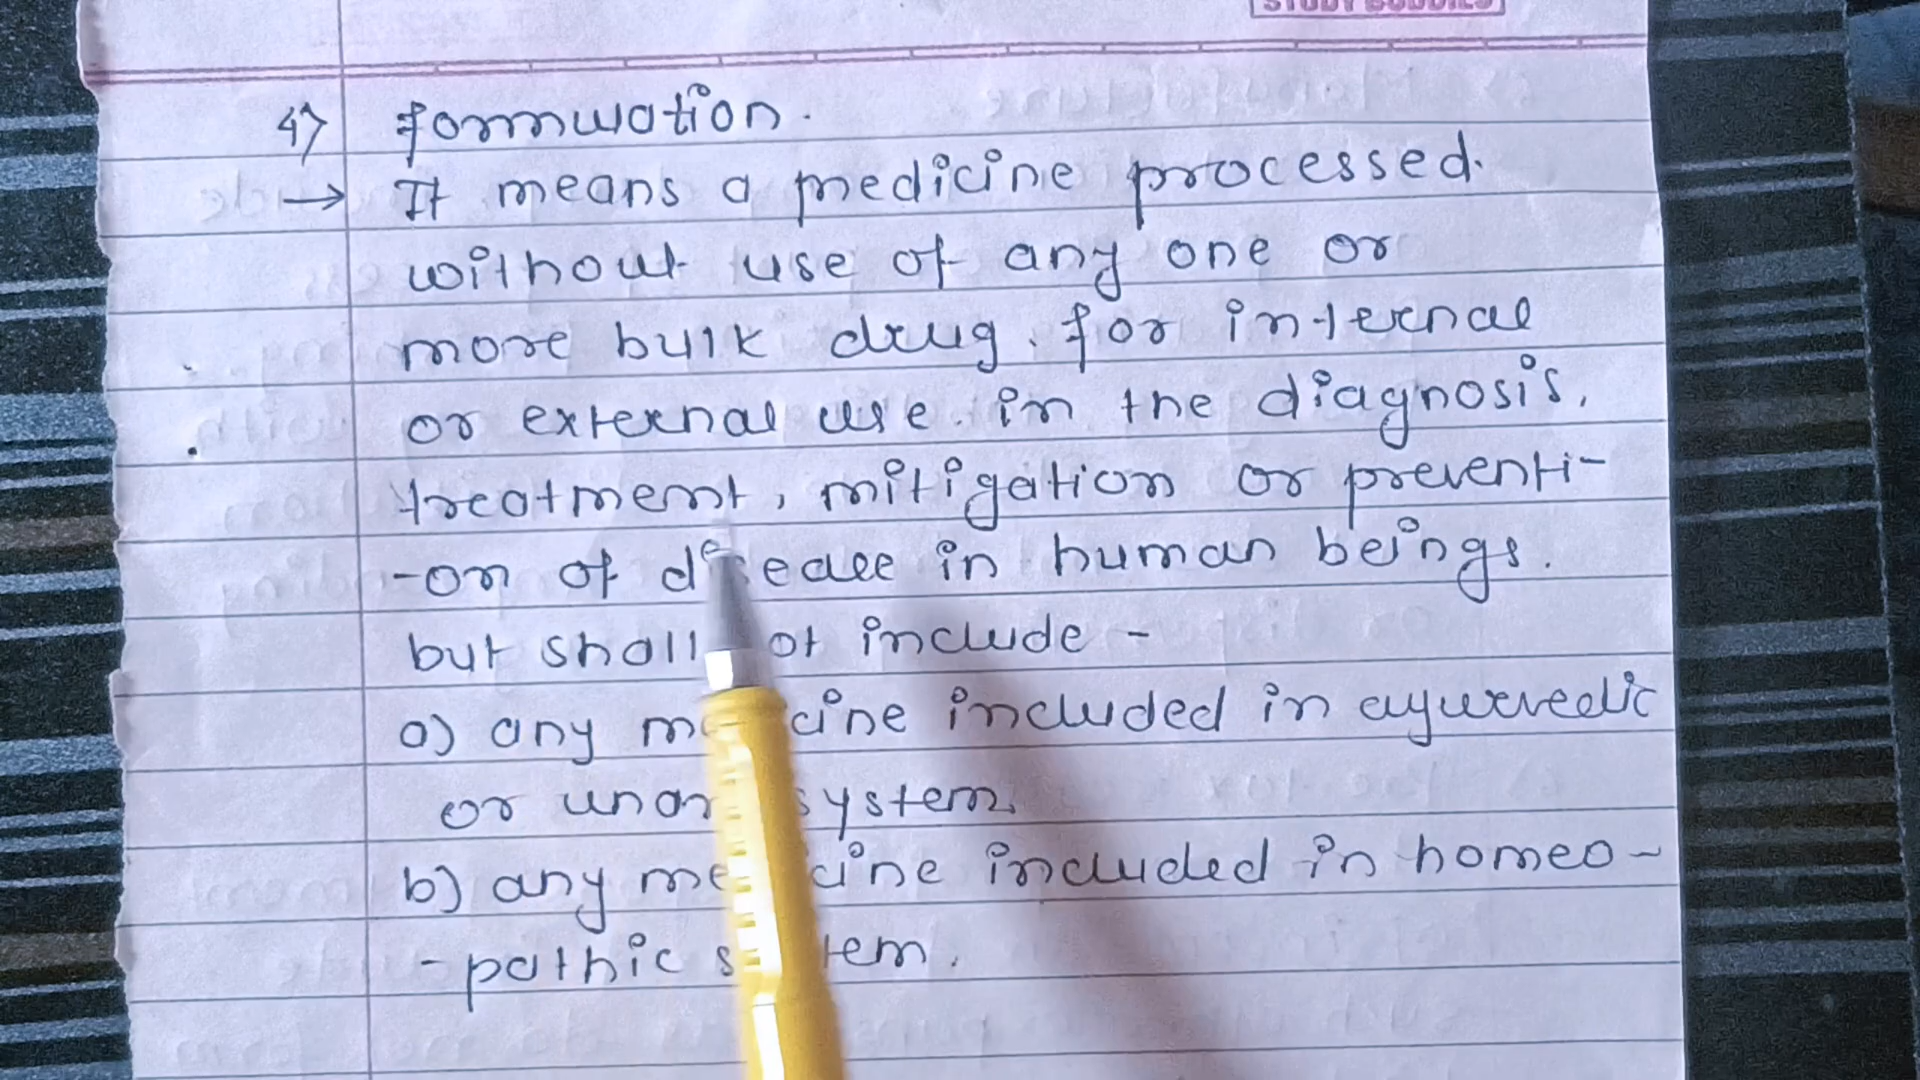 STUDY BUDDIES
4) formulation.
→ It means a medicine processed.
without use of any one or
more bulk drug. for internal
or external use. in the diagnosis,
treatment, mitigation or preventi-
-on of disease in human beings.
but shall not include -
a) any medicine included in ayurvedic
or unani system.
b) any medicine included in homeo-
-pathic system.